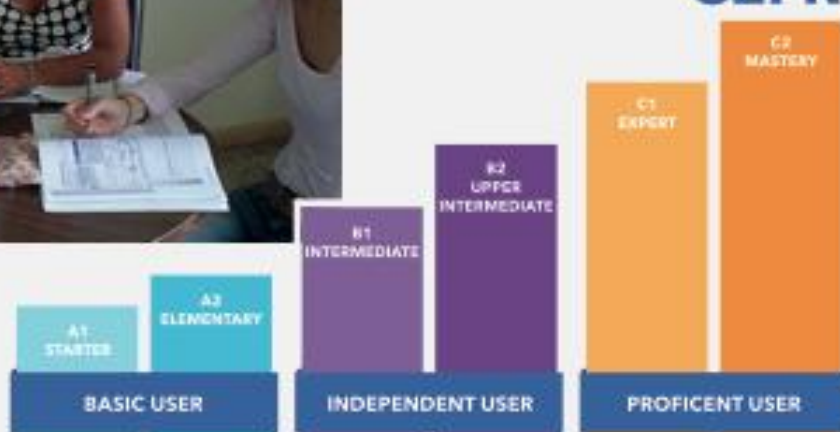 C2
MASTERY
C1
EXPERT
B2
UPPER
INTERMEDIATE
B1
INTERMEDIATE
A2
ELEMENTARY
A1
STARTER
BASIC USER
INDEPENDENT USER
PROFICENT USER